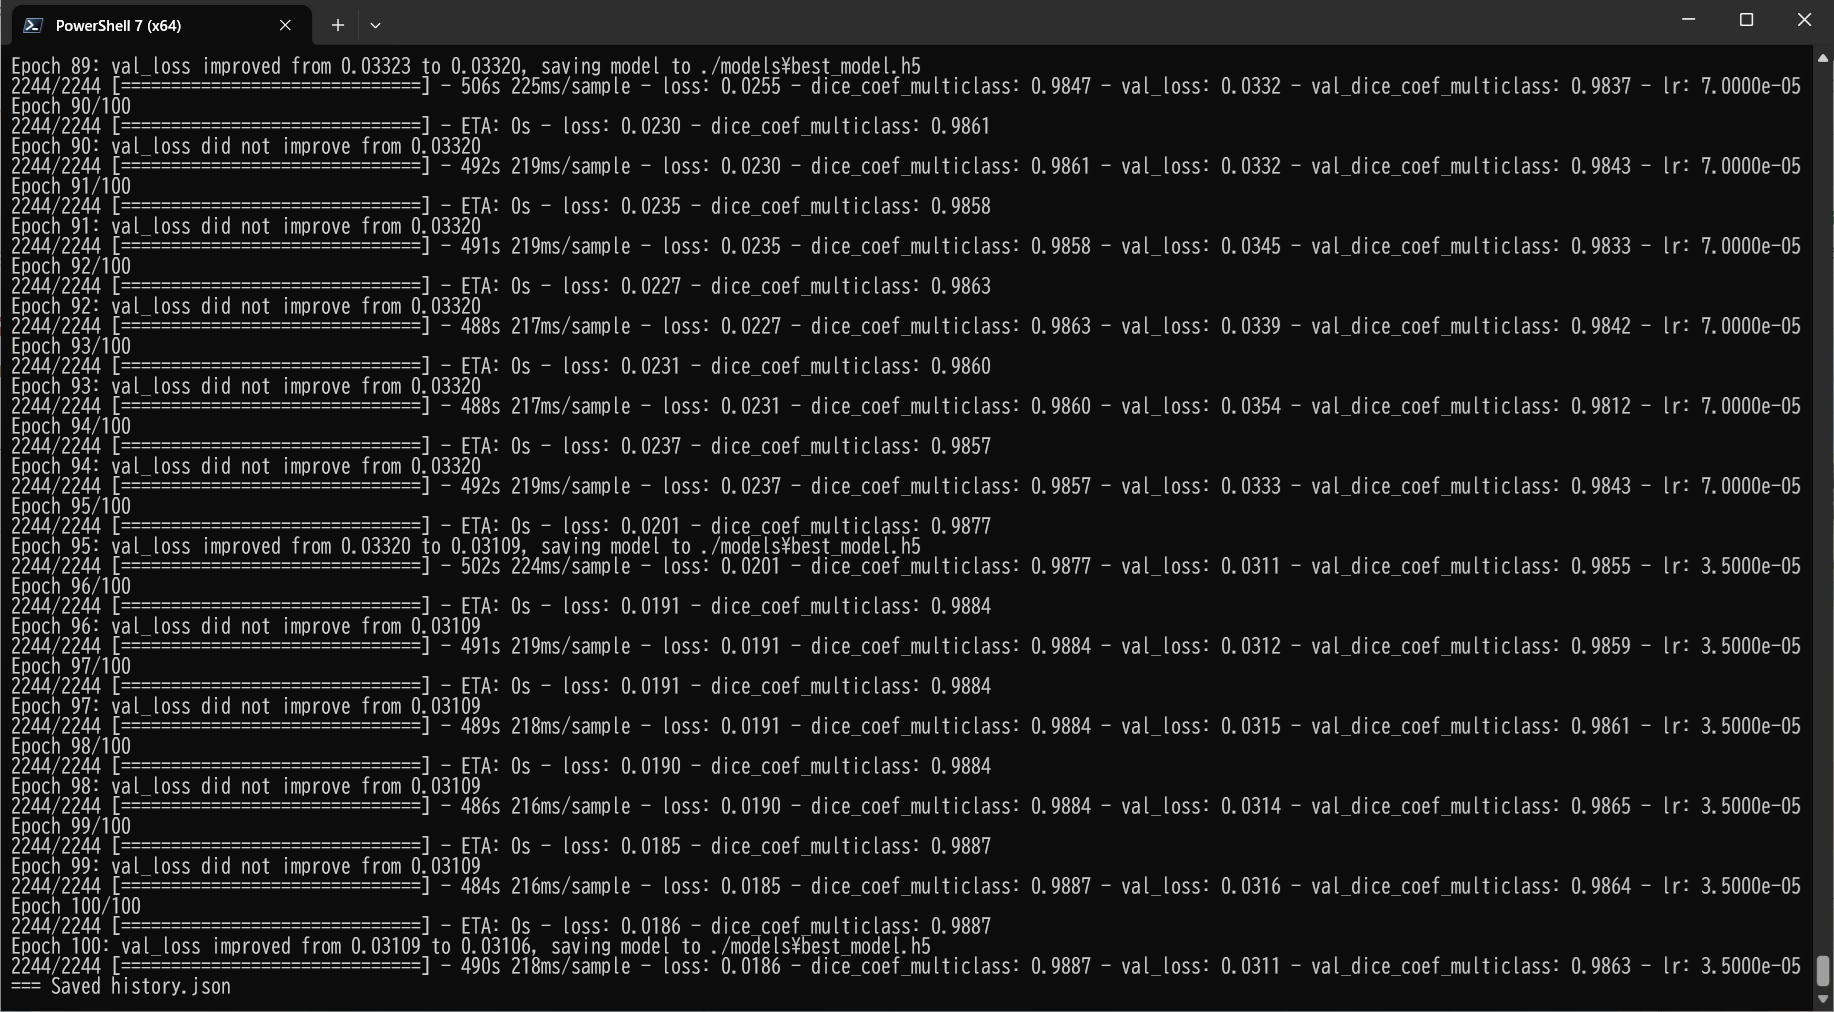 PowerShell 7 (x64)
Epoch 89: val_loss improved from 0.03323 to 0.03320, saving model to ./models¥best_model.h5
2244/2244 [==============================] - 506s 225ms/sample - loss: 0.0255 - dice_coef_multiclass: 0.9847 - val_loss: 0.0332 - val_dice_coef_multiclass: 0.9837 - lr: 7.0000e-05
Epoch 90/100
2244/2244 [==============================] - ETA: 0s - loss: 0.0230 - dice_coef_multiclass: 0.9861
Epoch 90: val_loss did not improve from 0.03320
2244/2244 [==============================] - 492s 219ms/sample - loss: 0.0230 - dice_coef_multiclass: 0.9861 - val_loss: 0.0332 - val_dice_coef_multiclass: 0.9843 - lr: 7.0000e-05
Epoch 91/100
2244/2244 [==============================] - ETA: 0s - loss: 0.0235 - dice_coef_multiclass: 0.9858
Epoch 91: val_loss did not improve from 0.03320
2244/2244 [==============================] - 491s 219ms/sample - loss: 0.0235 - dice_coef_multiclass: 0.9858 - val_loss: 0.0345 - val_dice_coef_multiclass: 0.9833 - lr: 7.0000e-05
Epoch 92/100
2244/2244 [==============================] - ETA: 0s - loss: 0.0227 - dice_coef_multiclass: 0.9863
Epoch 92: val_loss did not improve from 0.03320
2244/2244 [==============================] - 488s 217ms/sample - loss: 0.0227 - dice_coef_multiclass: 0.9863 - val_loss: 0.0339 - val_dice_coef_multiclass: 0.9842 - lr: 7.0000e-05
Epoch 93/100
2244/2244 [==============================] - ETA: 0s - loss: 0.0231 - dice_coef_multiclass: 0.9860
Epoch 93: val_loss did not improve from 0.03320
2244/2244 [==============================] - 488s 217ms/sample - loss: 0.0231 - dice_coef_multiclass: 0.9860 - val_loss: 0.0354 - val_dice_coef_multiclass: 0.9812 - lr: 7.0000e-05
Epoch 94/100
2244/2244 [==============================] - ETA: 0s - loss: 0.0237 - dice_coef_multiclass: 0.9857
Epoch 94: val_loss did not improve from 0.03320
2244/2244 [==============================] - 492s 219ms/sample - loss: 0.0237 - dice_coef_multiclass: 0.9857 - val_loss: 0.0333 - val_dice_coef_multiclass: 0.9843 - lr: 7.0000e-05
Epoch 95/100
2244/2244 [==============================] - ETA: 0s - loss: 0.0201 - dice_coef_multiclass: 0.9877
Epoch 95: val_loss improved from 0.03320 to 0.03109, saving model to ./models¥best_model.h5
2244/2244 [==============================] - 502s 224ms/sample - loss: 0.0201 - dice_coef_multiclass: 0.9877 - val_loss: 0.0311 - val_dice_coef_multiclass: 0.9855 - lr: 3.5000e-05
Epoch 96/100
2244/2244 [==============================] - ETA: 0s - loss: 0.0191 - dice_coef_multiclass: 0.9884
Epoch 96: val_loss did not improve from 0.03109
2244/2244 [==============================] - 491s 219ms/sample - loss: 0.0191 - dice_coef_multiclass: 0.9884 - val_loss: 0.0312 - val_dice_coef_multiclass: 0.9859 - lr: 3.5000e-05
Epoch 97/100
2244/2244 [==============================] - ETA: 0s - loss: 0.0191 - dice_coef_multiclass: 0.9884
Epoch 97: val_loss did not improve from 0.03109
2244/2244 [==============================] - 489s 218ms/sample - loss: 0.0191 - dice_coef_multiclass: 0.9884 - val_loss: 0.0315 - val_dice_coef_multiclass: 0.9861 - lr: 3.5000e-05
Epoch 98/100
2244/2244 [==============================] - ETA: 0s - loss: 0.0190 - dice_coef_multiclass: 0.9884
Epoch 98: val_loss did not improve from 0.03109
2244/2244 [==============================] - 486s 216ms/sample - loss: 0.0190 - dice_coef_multiclass: 0.9884 - val_loss: 0.0314 - val_dice_coef_multiclass: 0.9865 - lr: 3.5000e-05
Epoch 99/100
2244/2244 [==============================] - ETA: 0s - loss: 0.0185 - dice_coef_multiclass: 0.9887
Epoch 99: val_loss did not improve from 0.03109
2244/2244 [==============================] - 484s 216ms/sample - loss: 0.0185 - dice_coef_multiclass: 0.9887 - val_loss: 0.0316 - val_dice_coef_multiclass: 0.9864 - lr: 3.5000e-05
Epoch 100/100
2244/2244 [==============================] - ETA: 0s - loss: 0.0186 - dice_coef_multiclass: 0.9887
Epoch 100: val_loss improved from 0.03109 to 0.03106, saving model to ./models¥best_model.h5
2244/2244 [==============================] - 490s 218ms/sample - loss: 0.0186 - dice_coef_multiclass: 0.9887 - val_loss: 0.0311 - val_dice_coef_multiclass: 0.9863 - lr: 3.5000e-05
=== Saved history.json